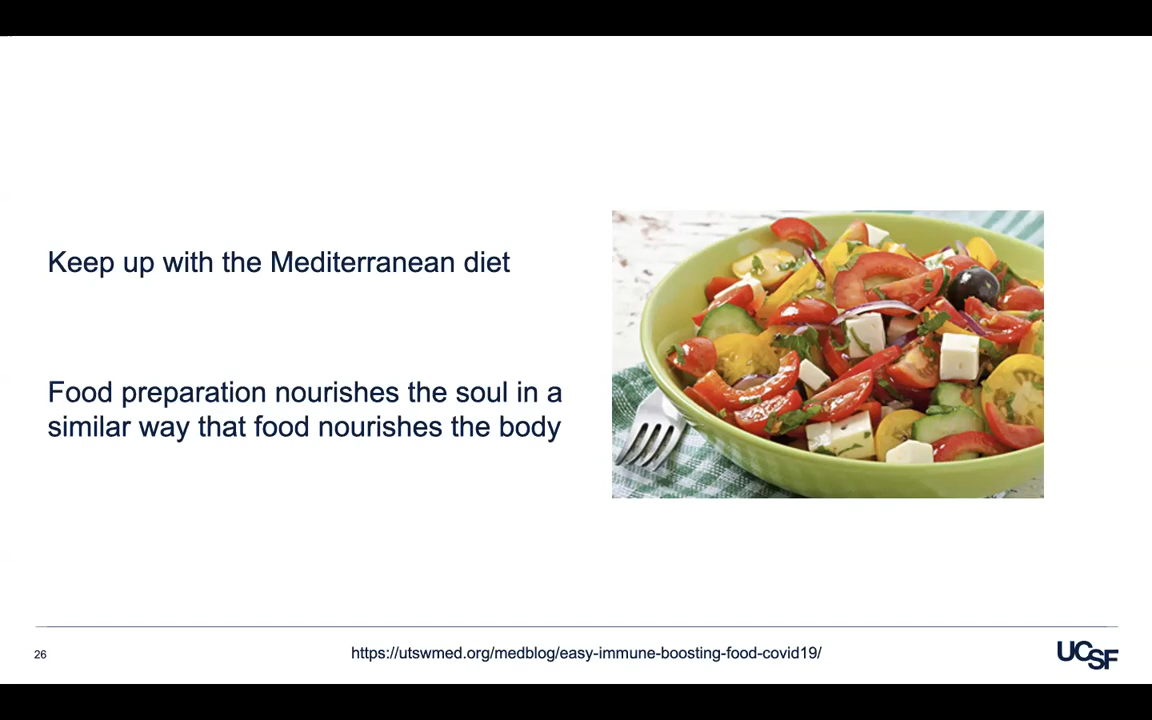 Keep up with the Mediterranean diet
Food preparation nourishes the soul in a
similar way that food nourishes the body
26
https://utswmed.org/medblog/easy-immune-boosting-food-covid19/
UCSF